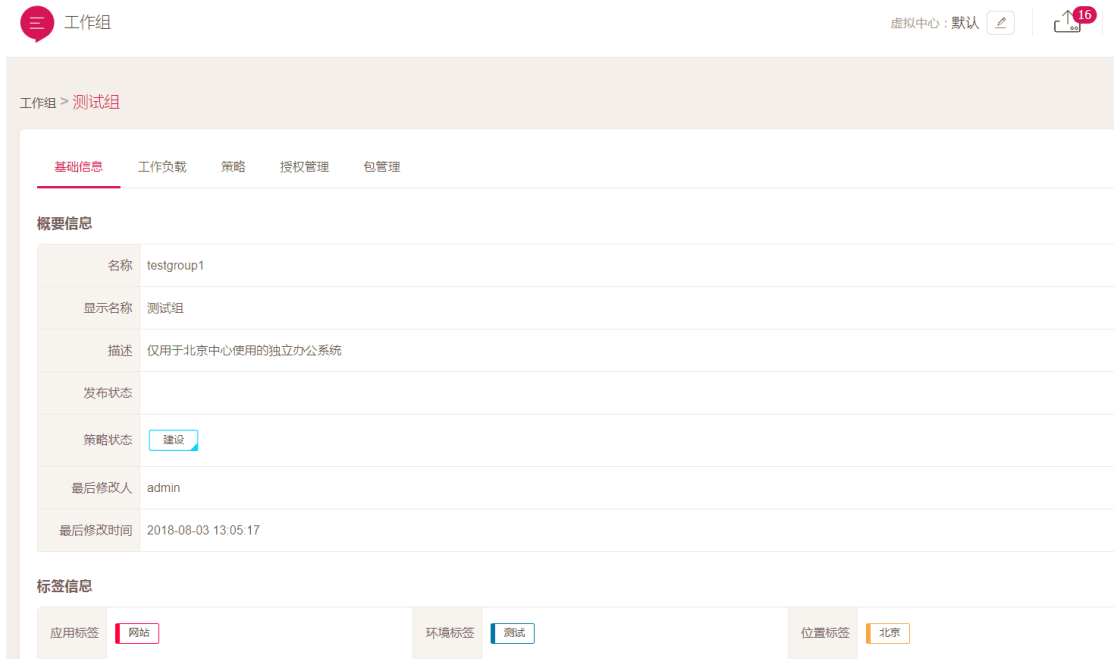 工作组
虚拟中心 : 默认
16
工作组 > 测试组
基础信息 工作负载 策略 授权管理 包管理
概要信息
名称 testgroup1
显示名称 测试组
描述 仅用于北京中心使用的独立办公系统
发布状态
策略状态 建设
最后修改人 admin
最后修改时间 2018-08-03 13:05:17
标签信息
应用标签 网站 环境标签 测试 位置标签 北京